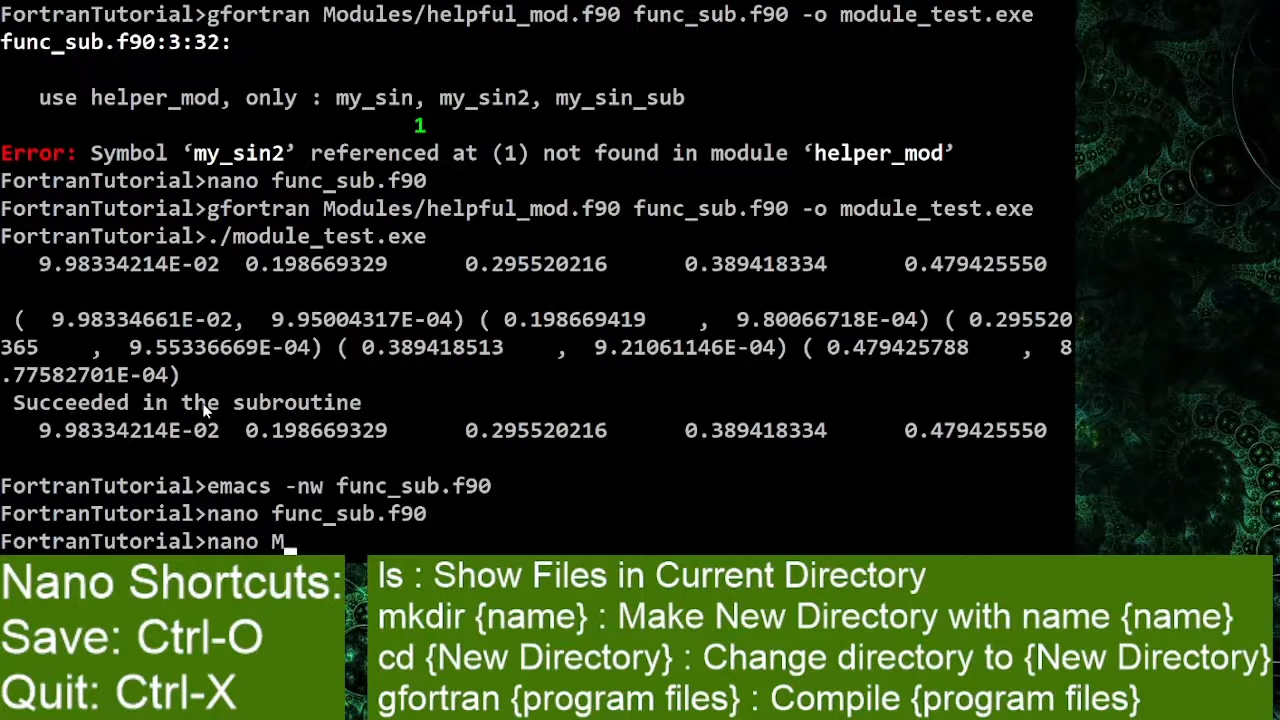 FortranTutorial>gfortran Modules/helpful_mod.f90 func_sub.f90 -o module_test.exe
func_sub.f90:3:32:
use helper_mod, only : my_sin, my_sin2, my_sin_sub
1
Error: Symbol ‘my_sin2’ referenced at (1) not found in module ‘helper_mod’
FortranTutorial>nano func_sub.f90
FortranTutorial>gfortran Modules/helpful_mod.f90 func_sub.f90 -o module_test.exe
FortranTutorial>./module_test.exe
9.98334214E-02 0.198669329 0.295520216 0.389418334 0.479425550
( 9.98334661E-02, 9.95004317E-04) ( 0.198669419 , 9.80066718E-04) ( 0.295520
365 , 9.55336669E-04) ( 0.389418513 , 9.21061146E-04) ( 0.479425788 , 8
.77582701E-04)
Succeeded in the subroutine
9.98334214E-02 0.198669329 0.295520216 0.389418334 0.479425550
FortranTutorial>emacs -nw func_sub.f90
FortranTutorial>nano func_sub.f90
FortranTutorial>nano M_
Nano Shortcuts:
Save: Ctrl-O
Quit: Ctrl-X
ls : Show Files in Current Directory
mkdir {name} : Make New Directory with name {name}
cd {New Directory} : Change directory to {New Directory}
gfortran {program files} : Compile {program files}